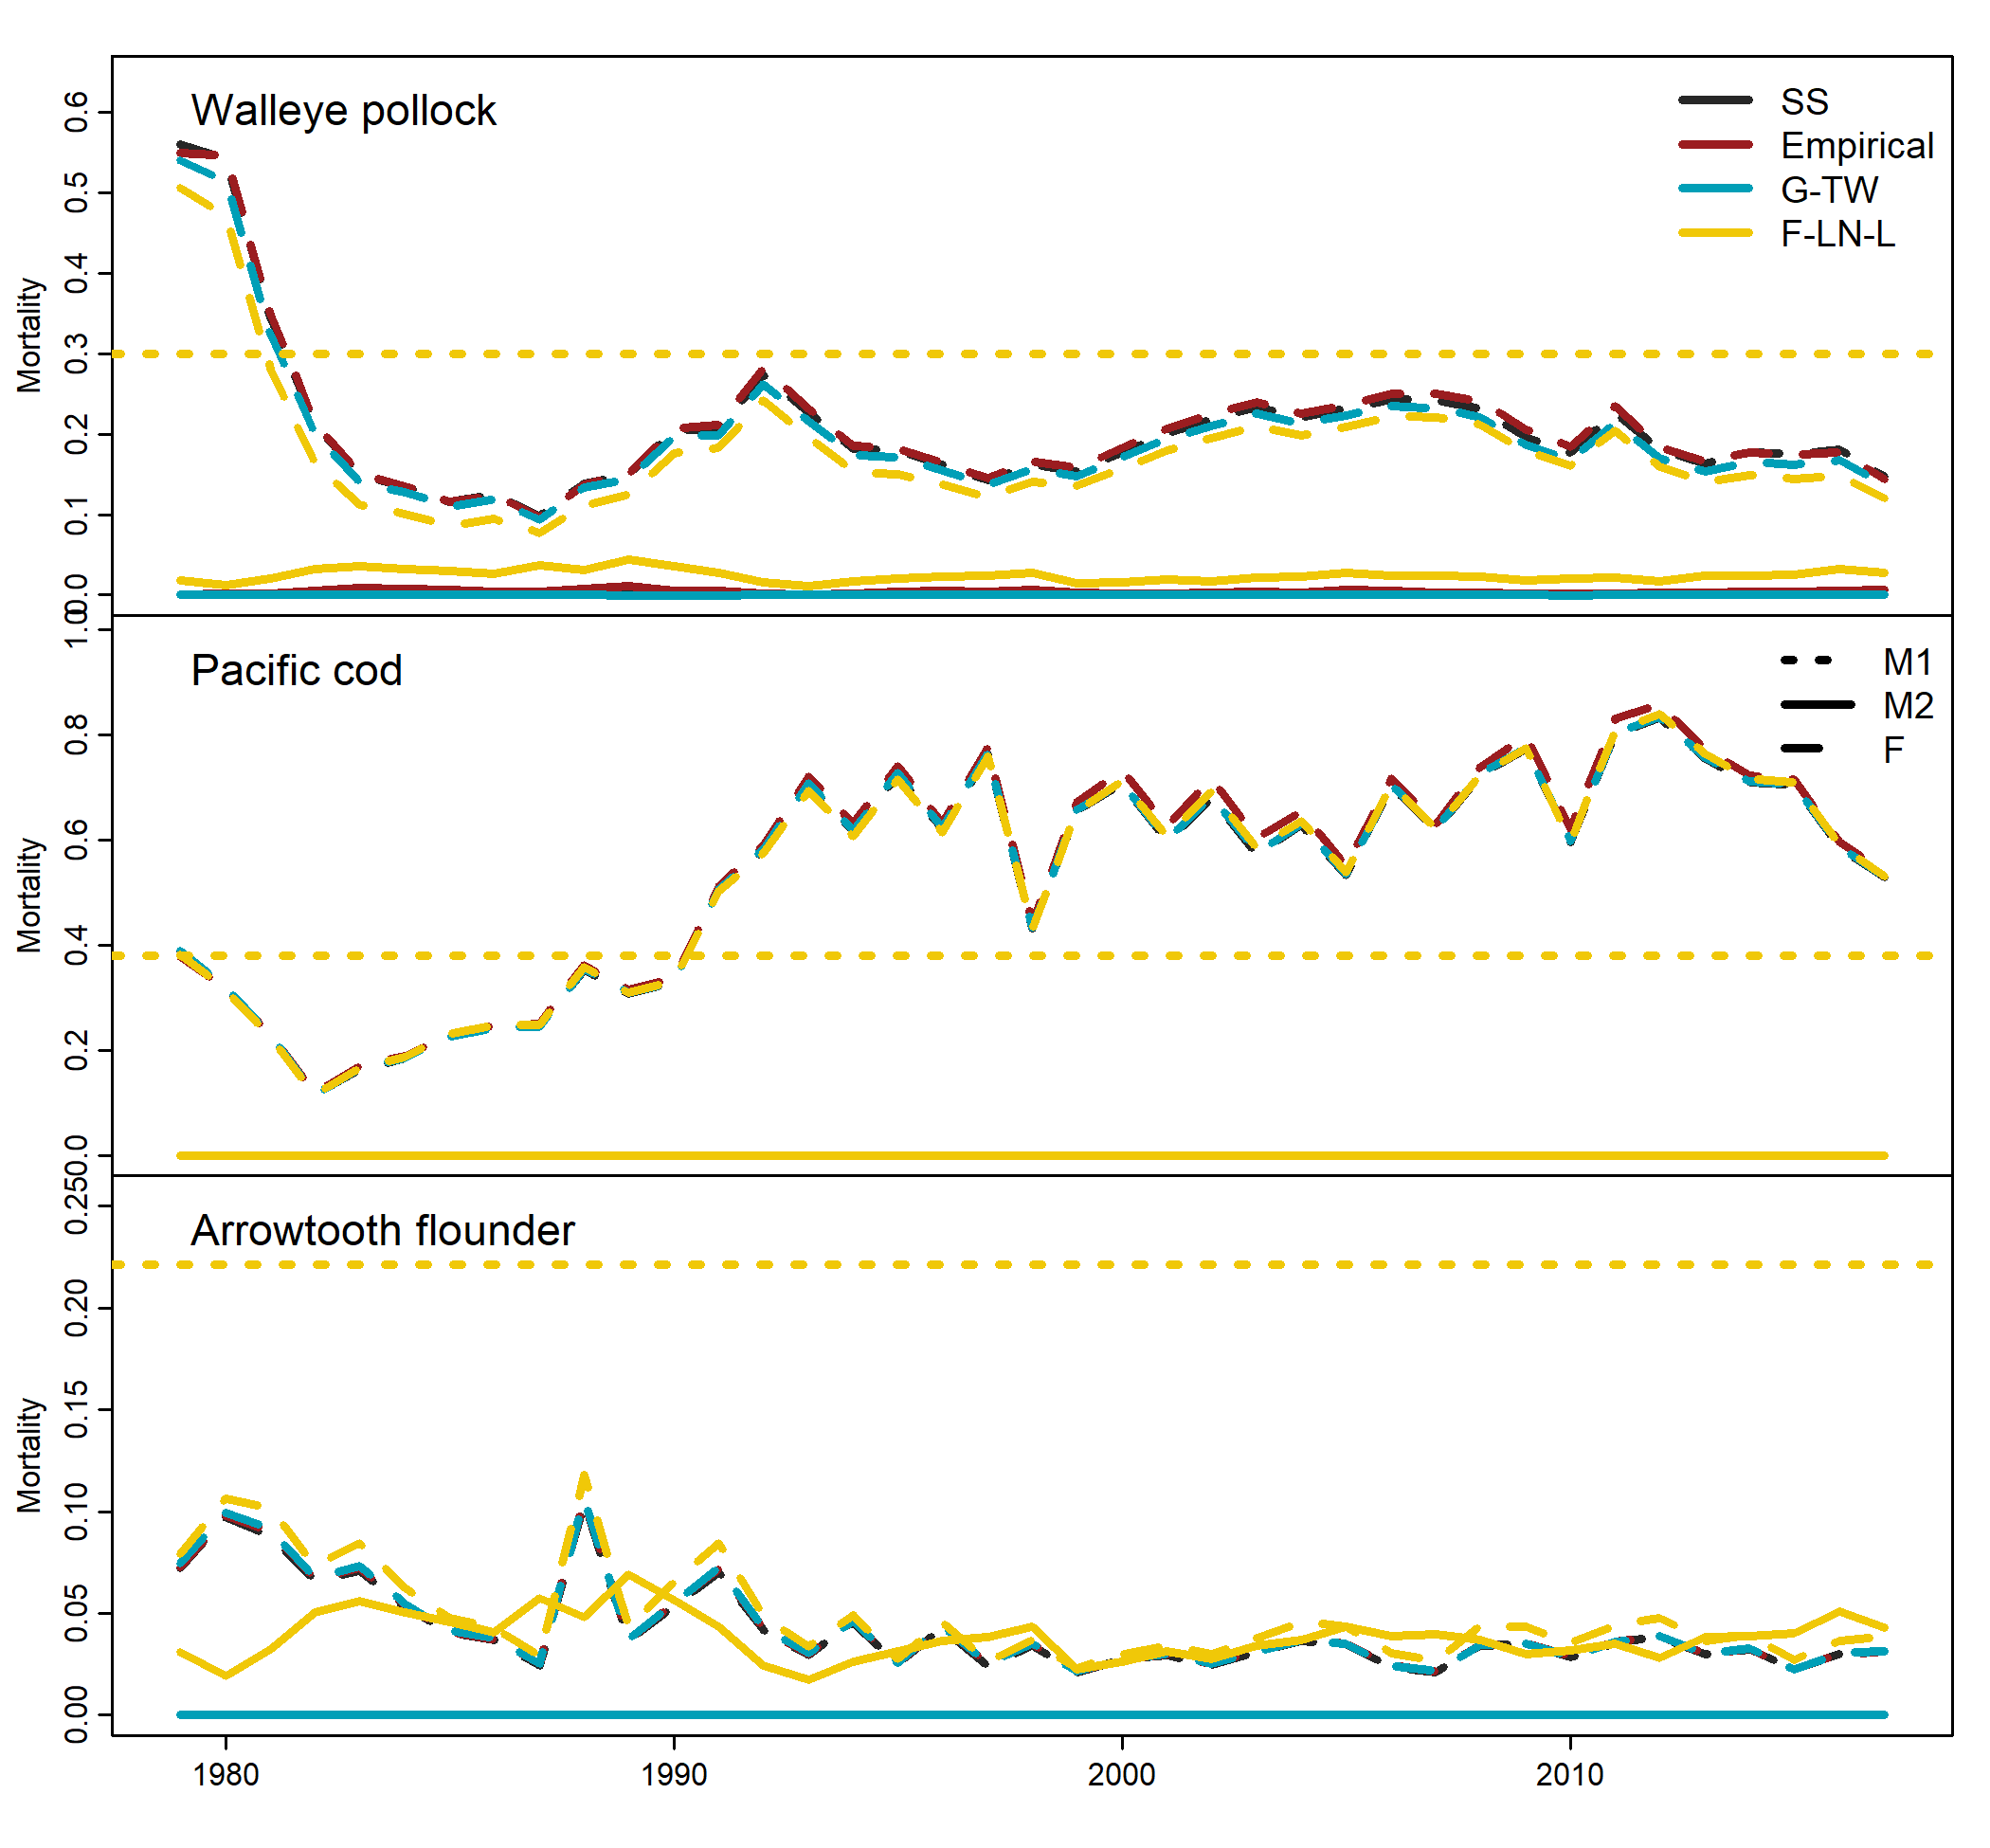 Walleye pollock
SS
Empirical
G-TW
F-LN-L
Mortality
0.0
0.1
0.2
0.3
0.4
0.5
0.6
Pacific cod
M1
M2
F
Mortality
0.0
0.2
0.4
0.6
0.8
1.0
Arrowtooth flounder
Mortality
0.00
0.05
0.10
0.15
0.20
0.25
1980
1990
2000
2010